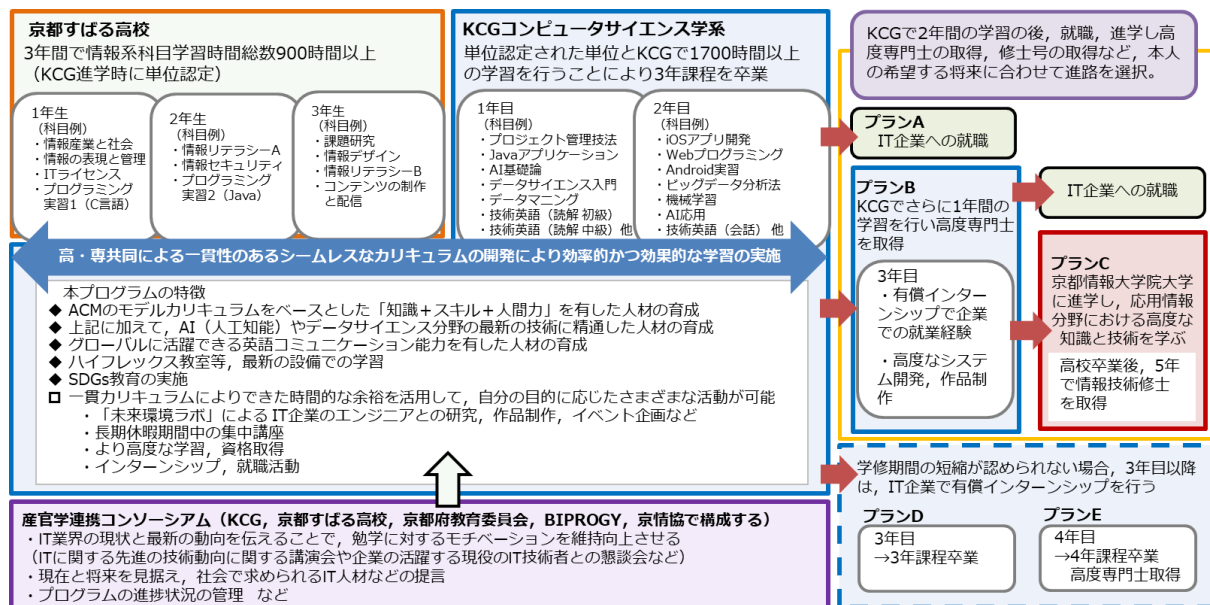 京都すばる高校
3年間で情報系科目学習時間総数900時間以上
（KCG進学時に単位認定）
1年生
（科目例）
・情報産業と社会
・情報の表現と管理
・ITライセンス
・プログラミング
実習1（C言語）
2年生
（科目例）
・情報リテラシーA
・情報セキュリティ
・プログラミング
実習2（Java）
3年生
（科目例）
・課題研究
・情報デザイン
・情報リテラシーB
・コンテンツの制作
と配信
KCGコンピュータサイエンス学系
単位認定された単位とKCGで1700時間以上
の学習を行うことにより3年課程を卒業
1年目
（科目例）
・プロジェクト管理技法
・Javaアプリケーション
・AI基礎論
・データサイエンス入門
・データマニング
・技術英語（読解 初級）
・技術英語（読解 中級）他
2年目
（科目例）
・iOSアプリ開発
・Webプログラミング
・Android実習
・ビッグデータ分析法
・機械学習
・AI応用
・技術英語（会話）他
高・専共同による一貫性のあるシームレスなカリキュラムの開発により効率的かつ効果的な学習の実施
本プログラムの特徴
◆ ACMのモデルカリキュラムをベースとした「知識＋スキル＋人間力」を有した人材の育成
◆ 上記に加えて，AI（人工知能）やデータサイエンス分野の最新の技術に精通した人材の育成
◆ グローバルに活躍できる英語コミュニケーション能力を有した人材の育成
◆ ハイフレックス教室等，最新の設備での学習
◆ SDGs教育の実施
□ 一貫カリキュラムによりできた時間的な余裕を活用して，自分の目的に応じたさまざまな活動が可能
・「未来環境ラボ」による IT企業のエンジニアとの研究，作品制作，イベント企画など
・長期休暇期間中の集中講座
・より高度な学習，資格取得
・インターンシップ，就職活動
産官学連携コンソーシアム（KCG，京都すばる高校，京都府教育委員会，BIPROGY，京情協で構成する）
・IT業界の現状と最新の動向を伝えることで，勉学に対するモチベーションを維持向上させる
（ITに関する先進の技術動向に関する講演会や企業の活躍する現役のIT技術者との懇談会など）
・現在と将来を見据え，社会で求められるIT人材などの提言
・プログラムの進捗状況の管理 など
KCGで2年間の学習の後，就職，進学し高
度専門士の取得，修士号の取得など，本人
の希望する将来に合わせて進路を選択。
プランA
IT企業への就職
プランB
KCGでさらに1年間の
学習を行い高度専門士
を取得
3年目
・有償インター
ンシップで企業
での就業経験
・高度なシステ
ム開発，作品制
作
IT企業への就職
プランC
京都情報大学院大学
に進学し，応用情報
分野における高度な
知識と技術を学ぶ
高校卒業後，5年
で情報技術修士
を取得
学修期間の短縮が認められない場合，3年目以降
は，IT企業で有償インターンシップを行う
プランD
3年目
→3年課程卒業
プランE
4年目
→4年課程卒業
高度専門士取得